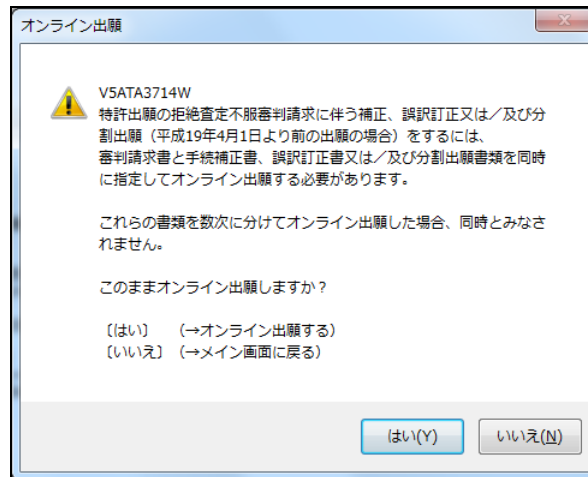 オンライン出願
V5ATA3714W
特許出願の拒絶査定不服審判請求に伴う補正、誤訳訂正又は／及び分
割出願（平成19年4月1日より前の出願の場合）をするには、
審判請求書と手続補正書、誤訳訂正書又は／及び分割出願書類を同時
に指定してオンライン出願する必要があります。
これらの書類を数次に分けてオンライン出願した場合、同時とみなさ
れません。
このままオンライン出願しますか？
〔はい〕　（→オンライン出願する）
〔いいえ〕（→メイン画面に戻る）
はい(Y)
いいえ(N)